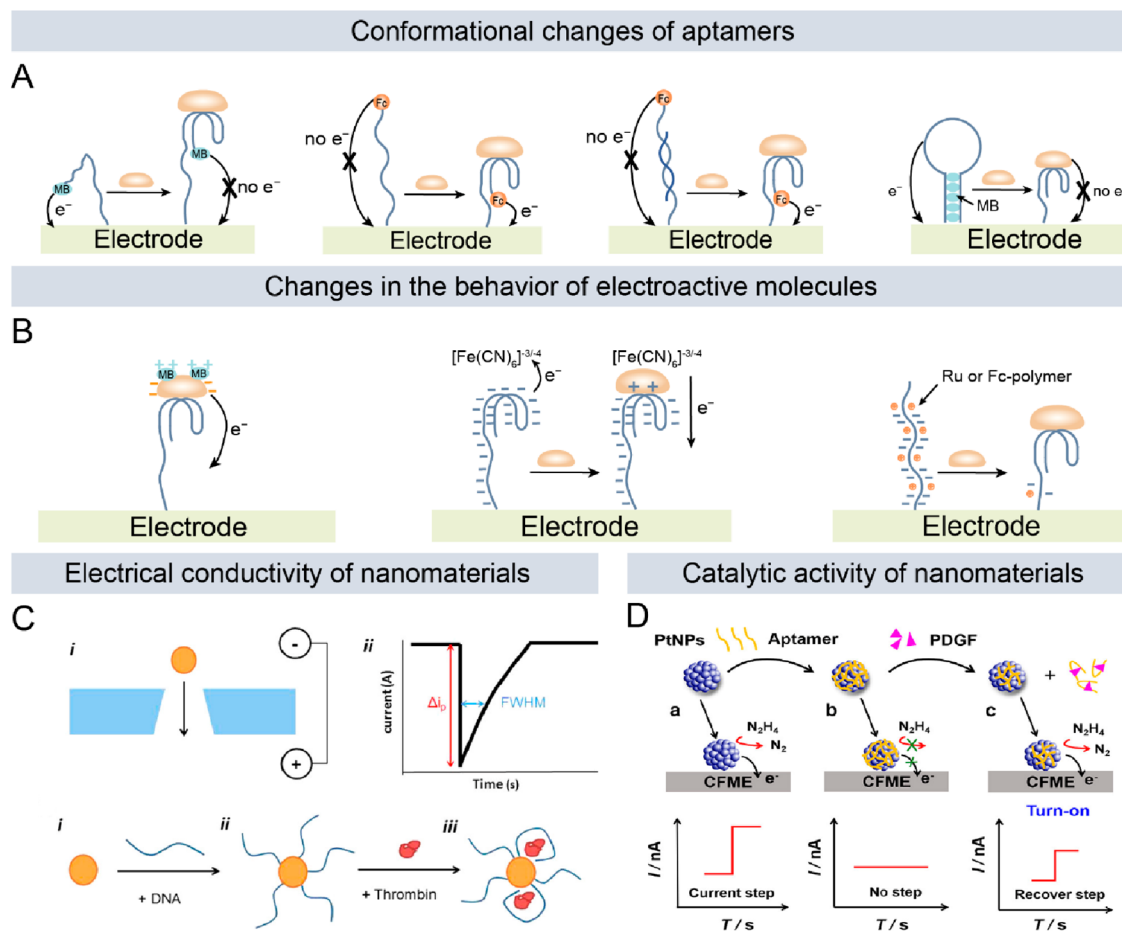 Conformational changes of aptamers
A
MB
e⁻
MB
no e⁻
Electrode
Fc
no e⁻
Fc
e⁻
Electrode
Fc
no e⁻
Fc
e⁻
Electrode
e⁻
MB
no e
Electrode
Changes in the behavior of electroactive molecules
B
++ ++
MB MB
e⁻
Electrode
[Fe(CN)₆]⁻³/⁻⁴
e⁻
[Fe(CN)₆]⁻³/⁻⁴
+ +
e⁻
Electrode
Ru or Fc-polymer
Electrode
Electrical conductivity of nanomaterials
C
i
-
+
ii
current (A)
Δiₚ
FWHM
Time (s)
i
+ DNA
ii
+ Thrombin
iii
Catalytic activity of nanomaterials
D
PtNPs
Aptamer
PDGF
+
a
b
c
N₂H₄
N₂
CFME
e⁻
N₂H₄
CFME
e⁻
N₂H₄
N₂
CFME
e⁻
Turn-on
I / nA
Current step
T / s
I / nA
No step
T / s
I / nA
Recover step
T / s